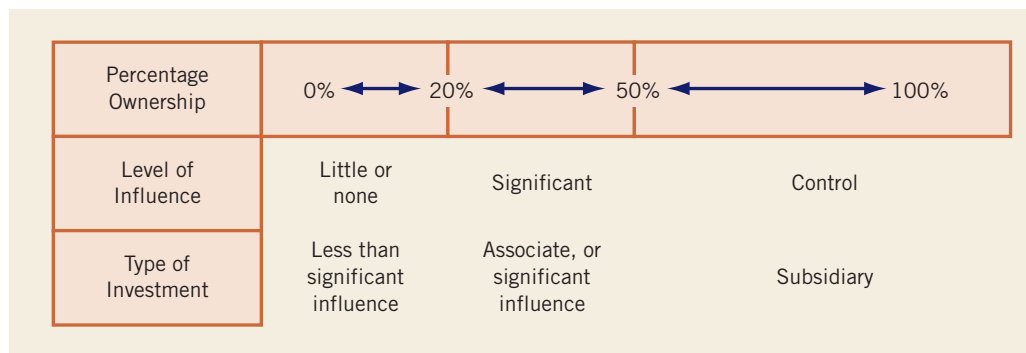 Percentage
Ownership
0% 20% 50% 100%
Level of
Influence
Little or
none
Significant
Control
Type of
Investment
Less than
significant
influence
Associate, or
significant
influence
Subsidiary